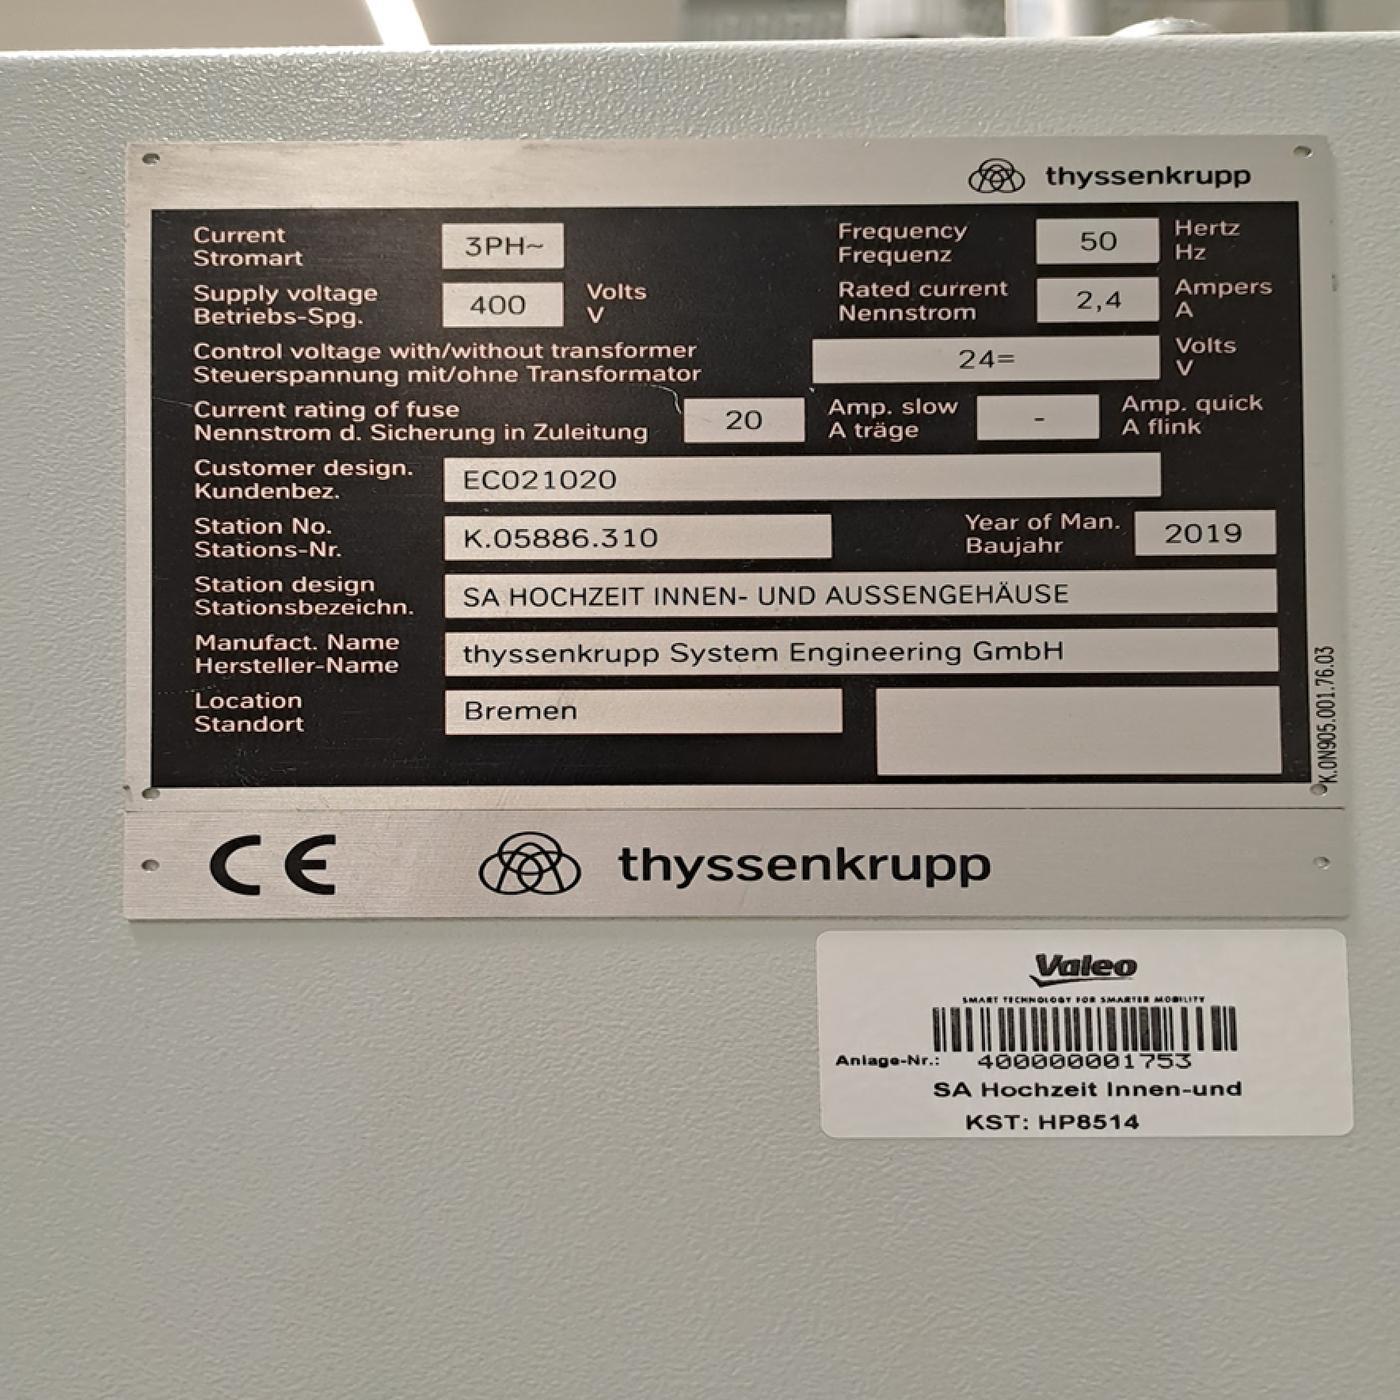 thyssenkrupp
Current 3PH~ Frequency 50 Hertz
Stromart Frequenz Hz
Supply voltage 400 Volts Rated current 2,4 Ampers
Betriebs-Spg. V Nennstrom A
Control voltage with/without transformer 24= Volts
Steuerspannung mit/ohne Transformator V
Current rating of fuse 20 Amp. slow - Amp. quick
Nennstrom d. Sicherung in Zuleitung A träge A flink
Customer design. EC021020
Kundenbez.
Station No. K.05886.310 Year of Man. 2019
Stations-Nr. Baujahr
Station design SA HOCHZEIT INNEN- UND AUSSENGEHÄUSE
Stationsbezeichn.
Manufact. Name thyssenkrupp System Engineering GmbH
Hersteller-Name
Location Bremen
Standort
K.0N905.001.76.03
CE thyssenkrupp
Valeo
SMART TECHNOLOGY FOR SMARTER MOBILITY
Anlage-Nr.: 400000001753
SA Hochzeit Innen-und
KST: HP8514